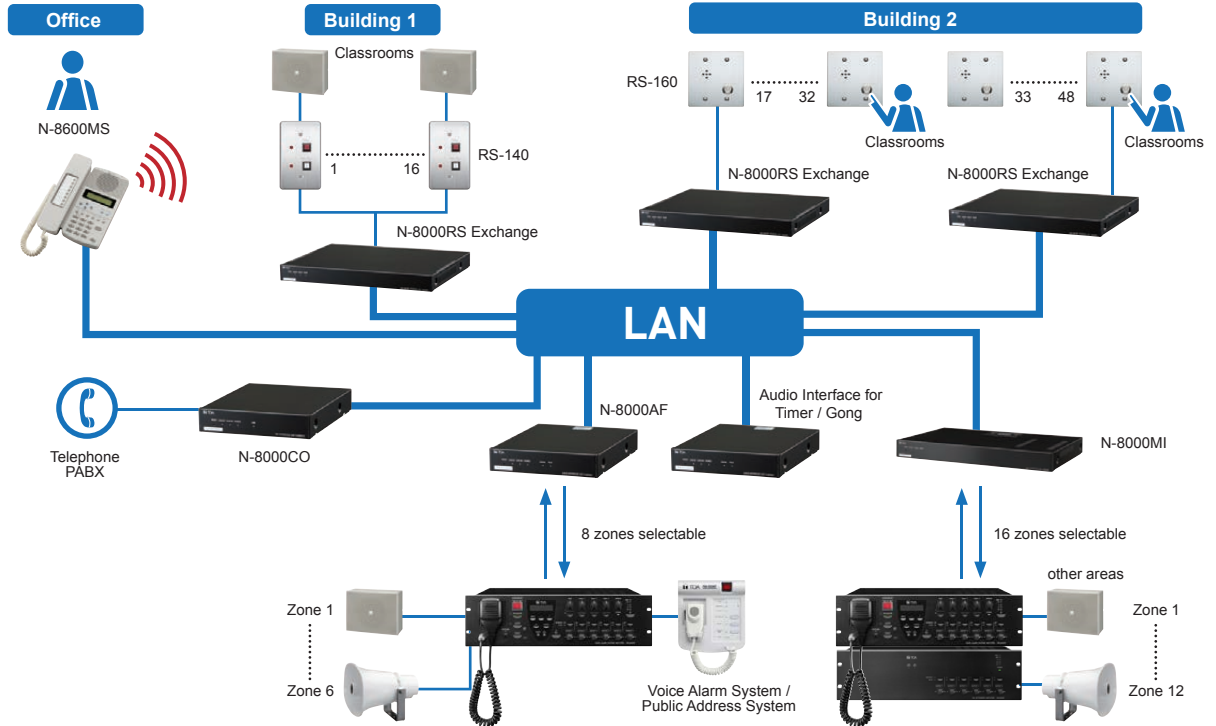 Office
Building 1
Building 2
Classrooms
N-8600MS
RS-140
1
16
N-8000RS Exchange
RS-160
17
32
33
48
Classrooms
Classrooms
N-8000RS Exchange
N-8000RS Exchange
LAN
Telephone
PABX
N-8000CO
N-8000AF
Audio Interface for
Timer / Gong
N-8000MI
8 zones selectable
16 zones selectable
other areas
Zone 1
Zone 6
Voice Alarm System /
Public Address System
Zone 1
Zone 12